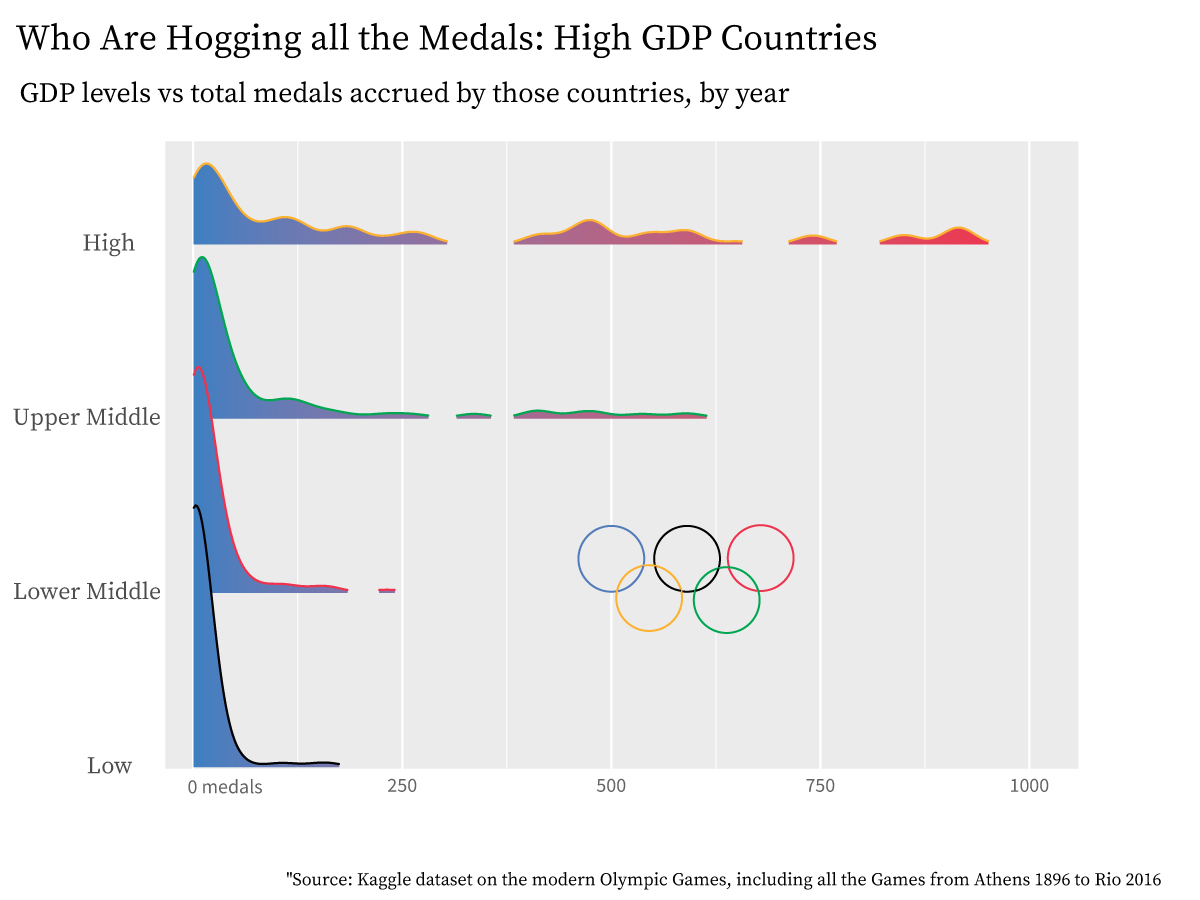 Who Are Hogging all the Medals: High GDP Countries
GDP levels vs total medals accrued by those countries, by year
High
Upper Middle
Lower Middle
Low
0 medals 250 500 750 1000
"Source: Kaggle dataset on the modern Olympic Games, including all the Games from Athens 1896 to Rio 2016